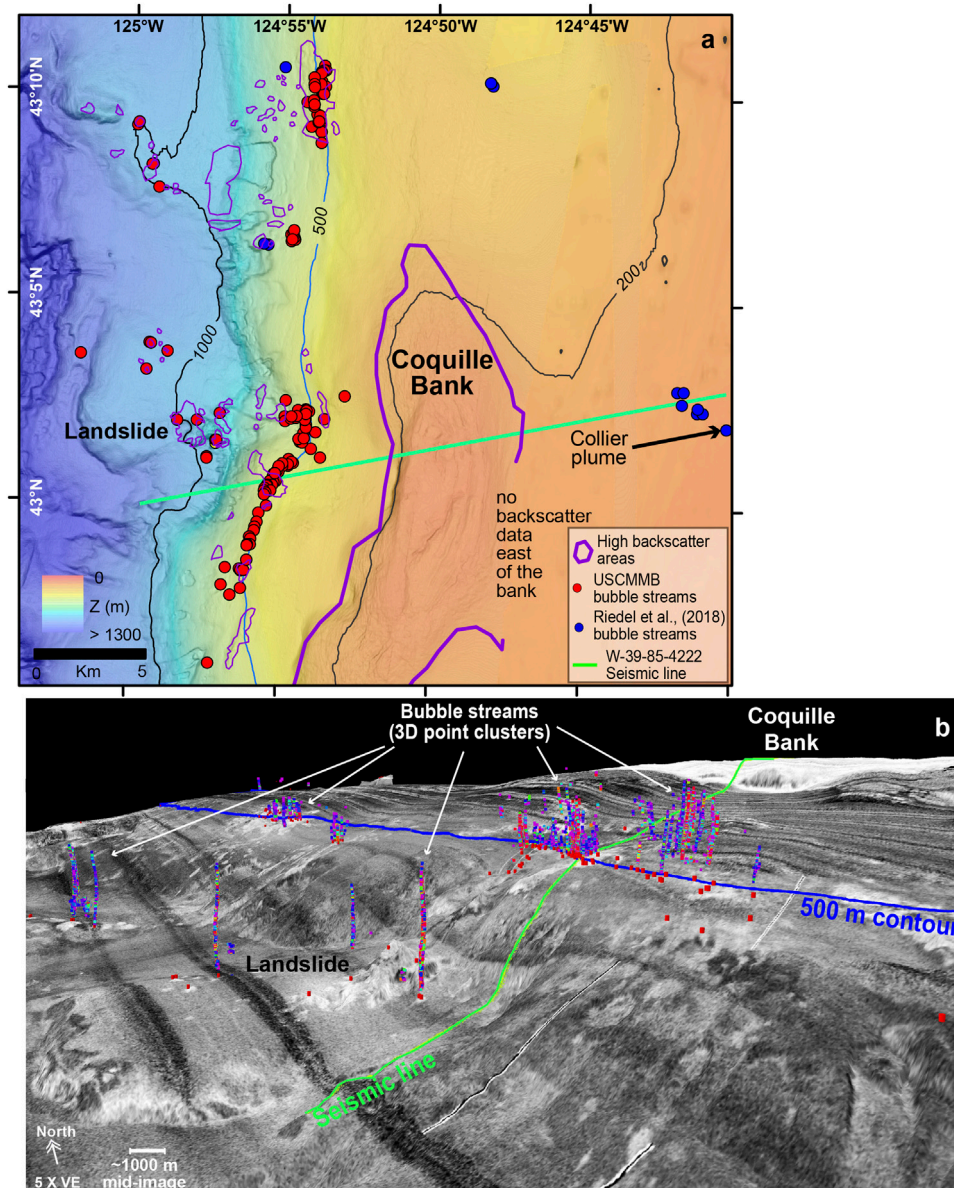 125°W
124°55'W
124°50'W
124°45'W
a
43°10'N
43°5'N
43°N
500
200
1000
Coquille
Bank
Landslide
Collier
plume
no
backscatter
data
east
of the
bank
High backscatter
areas
USCMMB
bubble streams
Riedel et al., (2018)
bubble streams
W-39-85-4222
Seismic line
0
Z (m)
> 1300
0 Km 5
Bubble streams
(3D point clusters)
Coquille
Bank
b
500 m contour
Landslide
Seismic line
North
5 X VE
~1000 m
mid-image